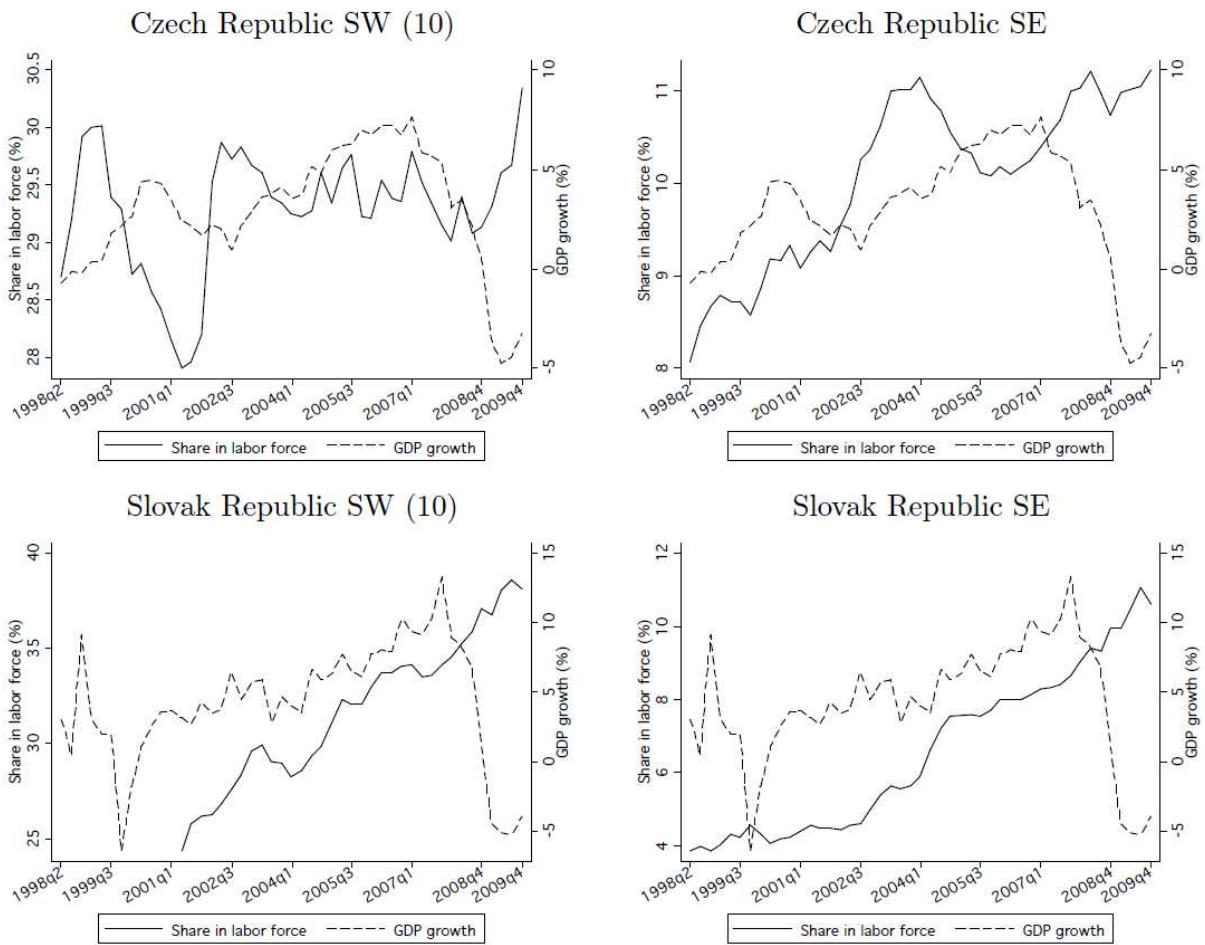 Czech Republic SW (10)
Share in labor force (%)
28 28.5 29 29.5 30 30.5
GDP growth (%)
-5 0 5 10
1998q2 1999q3 2001q1 2002q3 2004q1 2005q3 2007q1 2008q4 2009q4
Share in labor force GDP growth
Czech Republic SE
Share in labor force (%)
8 9 10 11
GDP growth (%)
-5 0 5 10
1998q2 1999q3 2001q1 2002q3 2004q1 2005q3 2007q1 2008q4 2009q4
Share in labor force GDP growth
Slovak Republic SW (10)
Share in labor force (%)
25 30 35 40
GDP growth (%)
-5 0 5 10 15
1998q2 1999q3 2001q1 2002q3 2004q1 2005q3 2007q1 2008q4 2009q4
Share in labor force GDP growth
Slovak Republic SE
Share in labor force (%)
4 6 8 10 12
GDP growth (%)
-5 0 5 10 15
1998q2 1999q3 2001q1 2002q3 2004q1 2005q3 2007q1 2008q4 2009q4
Share in labor force GDP growth